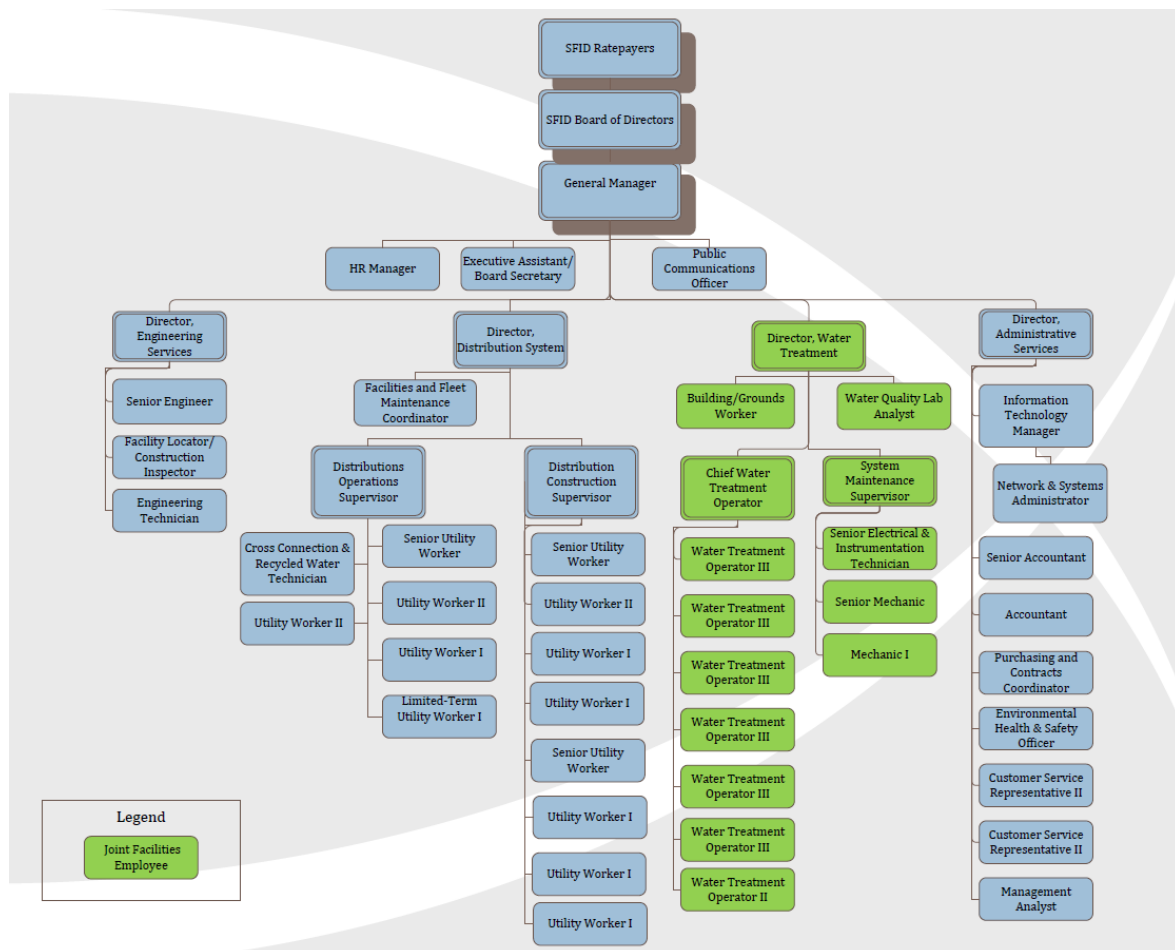 SFID Ratepayers
SFID Board of Directors
General Manager
HR Manager
Executive Assistant/
Board Secretary
Public
Communications
Officer
Director,
Engineering
Services
Senior Engineer
Facility Locator/
Construction
Inspector
Engineering
Technician
Director,
Distribution System
Facilities and Fleet
Maintenance
Coordinator
Distributions
Operations
Supervisor
Cross Connection &
Recycled Water
Technician
Utility Worker II
Senior Utility
Worker
Utility Worker II
Utility Worker I
Limited-Term
Utility Worker I
Distribution
Construction
Supervisor
Senior Utility
Worker
Utility Worker II
Utility Worker I
Utility Worker I
Senior Utility
Worker
Utility Worker I
Utility Worker I
Utility Worker I
Director, Water
Treatment
Building/Grounds
Worker
Water Quality Lab
Analyst
Chief Water
Treatment
Operator
Water Treatment
Operator III
Water Treatment
Operator III
Water Treatment
Operator III
Water Treatment
Operator III
Water Treatment
Operator III
Water Treatment
Operator III
Water Treatment
Operator II
System
Maintenance
Supervisor
Senior Electrical &
Instrumentation
Technician
Senior Mechanic
Mechanic I
Director,
Administrative
Services
Information
Technology
Manager
Network & Systems
Administrator
Senior Accountant
Accountant
Purchasing and
Contracts
Coordinator
Environmental
Health & Safety
Officer
Customer Service
Representative II
Customer Service
Representative II
Management
Analyst
Legend
Joint Facilities
Employee